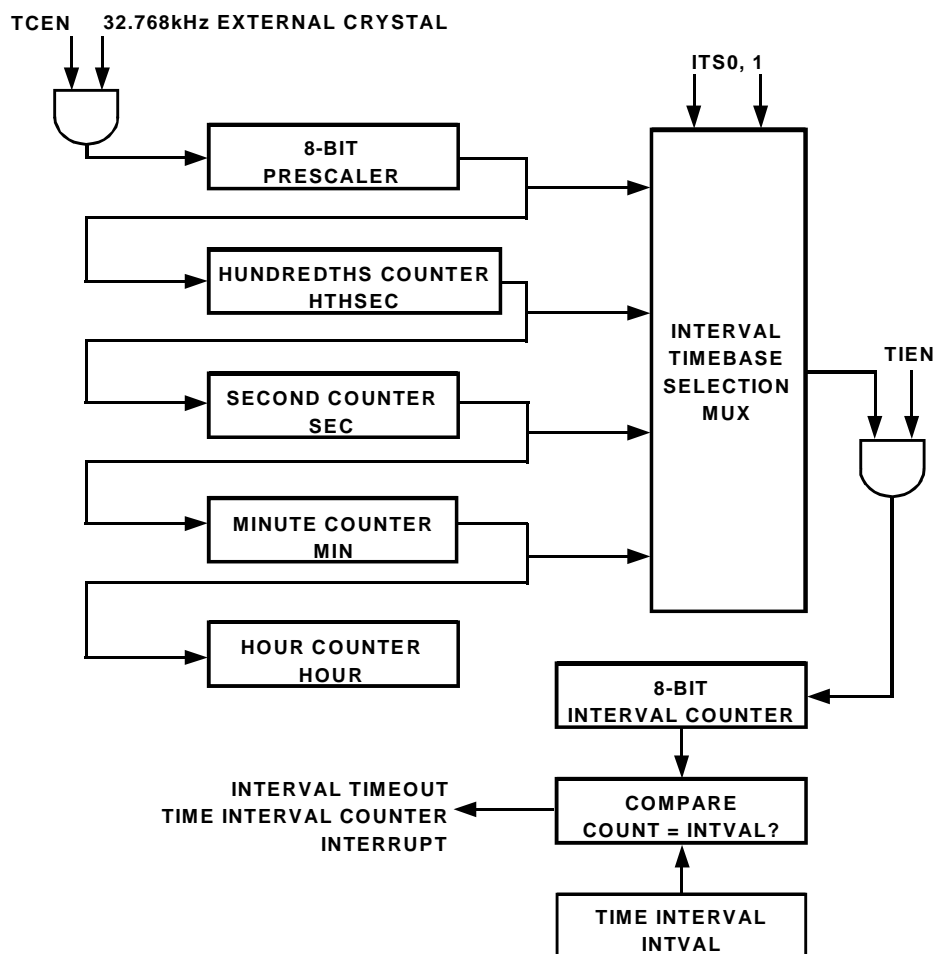 TCEN 32.768kHz EXTERNAL CRYSTAL
ITS0, 1
8-BIT
PRESCALER
HUNDREDTHS COUNTER
HTHSEC
INTERVAL
TIMEBASE
SELECTION
MUX
TIEN
SECOND COUNTER
SEC
MINUTE COUNTER
MIN
HOUR COUNTER
HOUR
8-BIT
INTERVAL COUNTER
INTERVAL TIMEOUT
TIME INTERVAL COUNTER
INTERRUPT
COMPARE
COUNT = INTVAL?
TIME INTERVAL
INTVAL